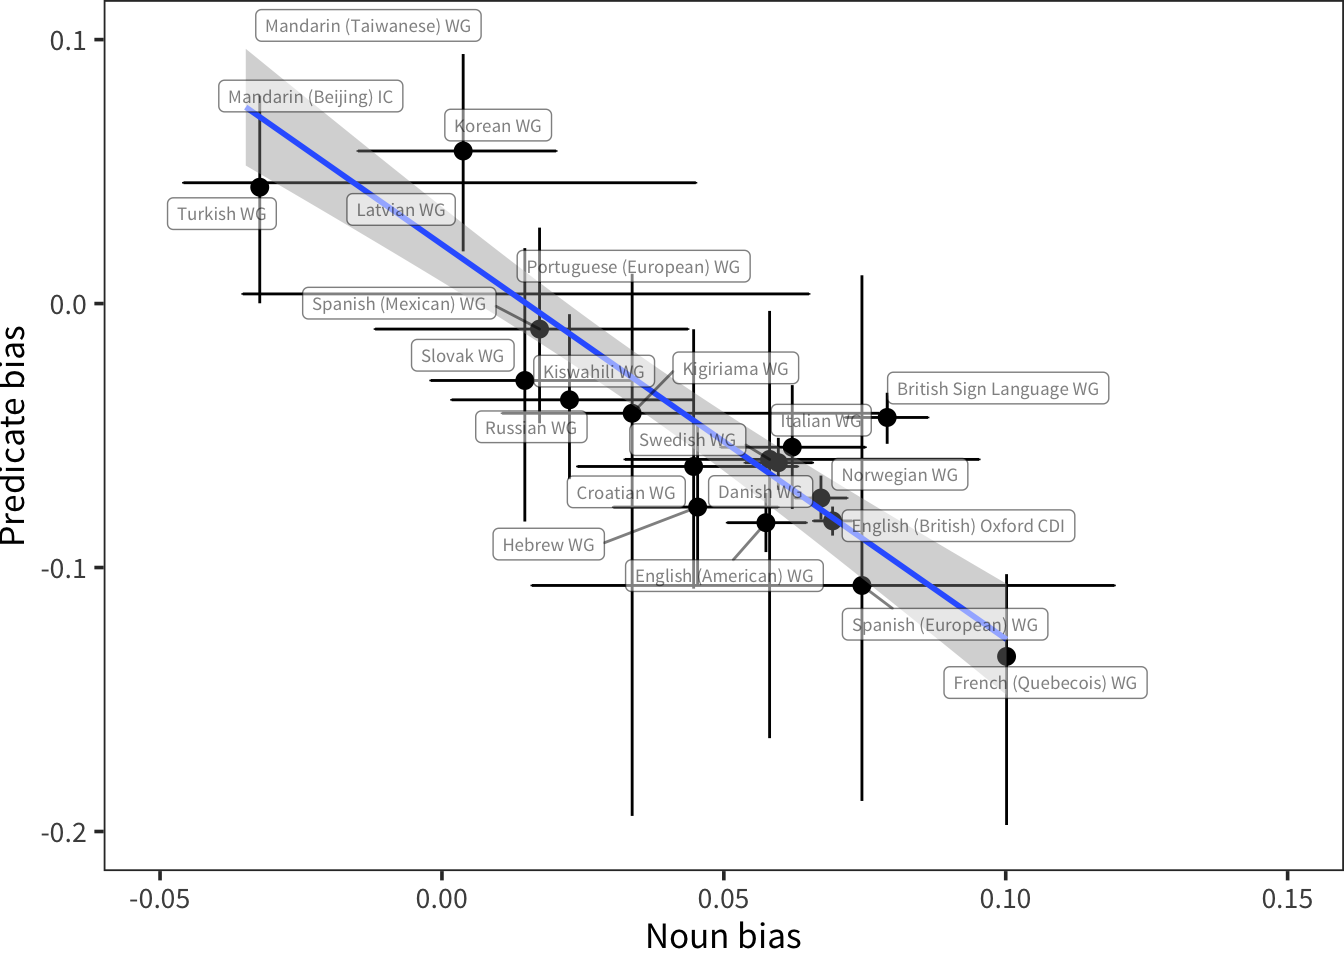 Mandarin (Taiwanese) WG
0.1
Mandarin (Beijing) IC
Korean WG
Turkish WG
Latvian WG
Portuguese (European) WG
0.0
Spanish (Mexican) WG
Slovak WG
Kiswahili WG
Kigiriama WG
British Sign Language WG
Russian WG
Italian WG
Swedish WG
Norwegian WG
Croatian WG
Danish WG
English (British) Oxford CDI
Hebrew WG
-0.1
English (American) WG
Spanish (European) WG
French (Quebecois) WG
-0.2
Predicate bias
-0.05
0.00
0.05
0.10
0.15
Noun bias